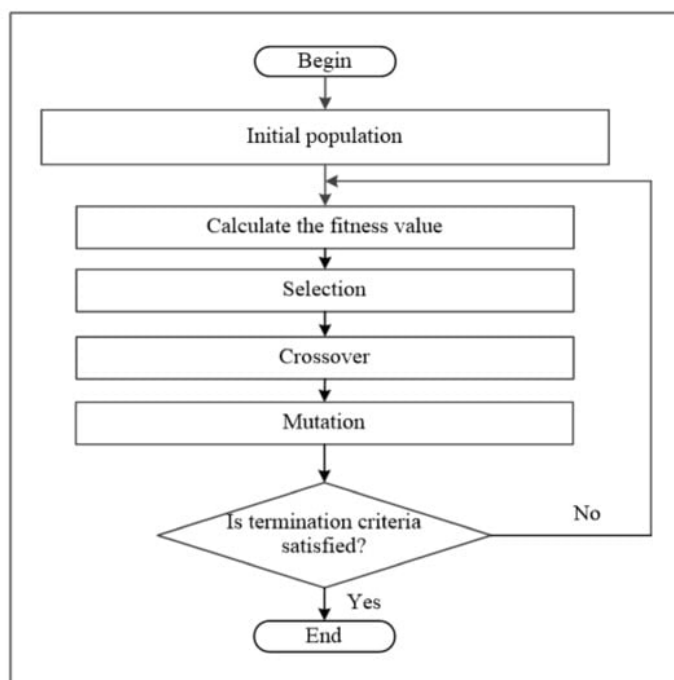 Begin
Initial population
Calculate the fitness value
Selection
Crossover
Mutation
Is termination criteria
satisfied?
No
Yes
End